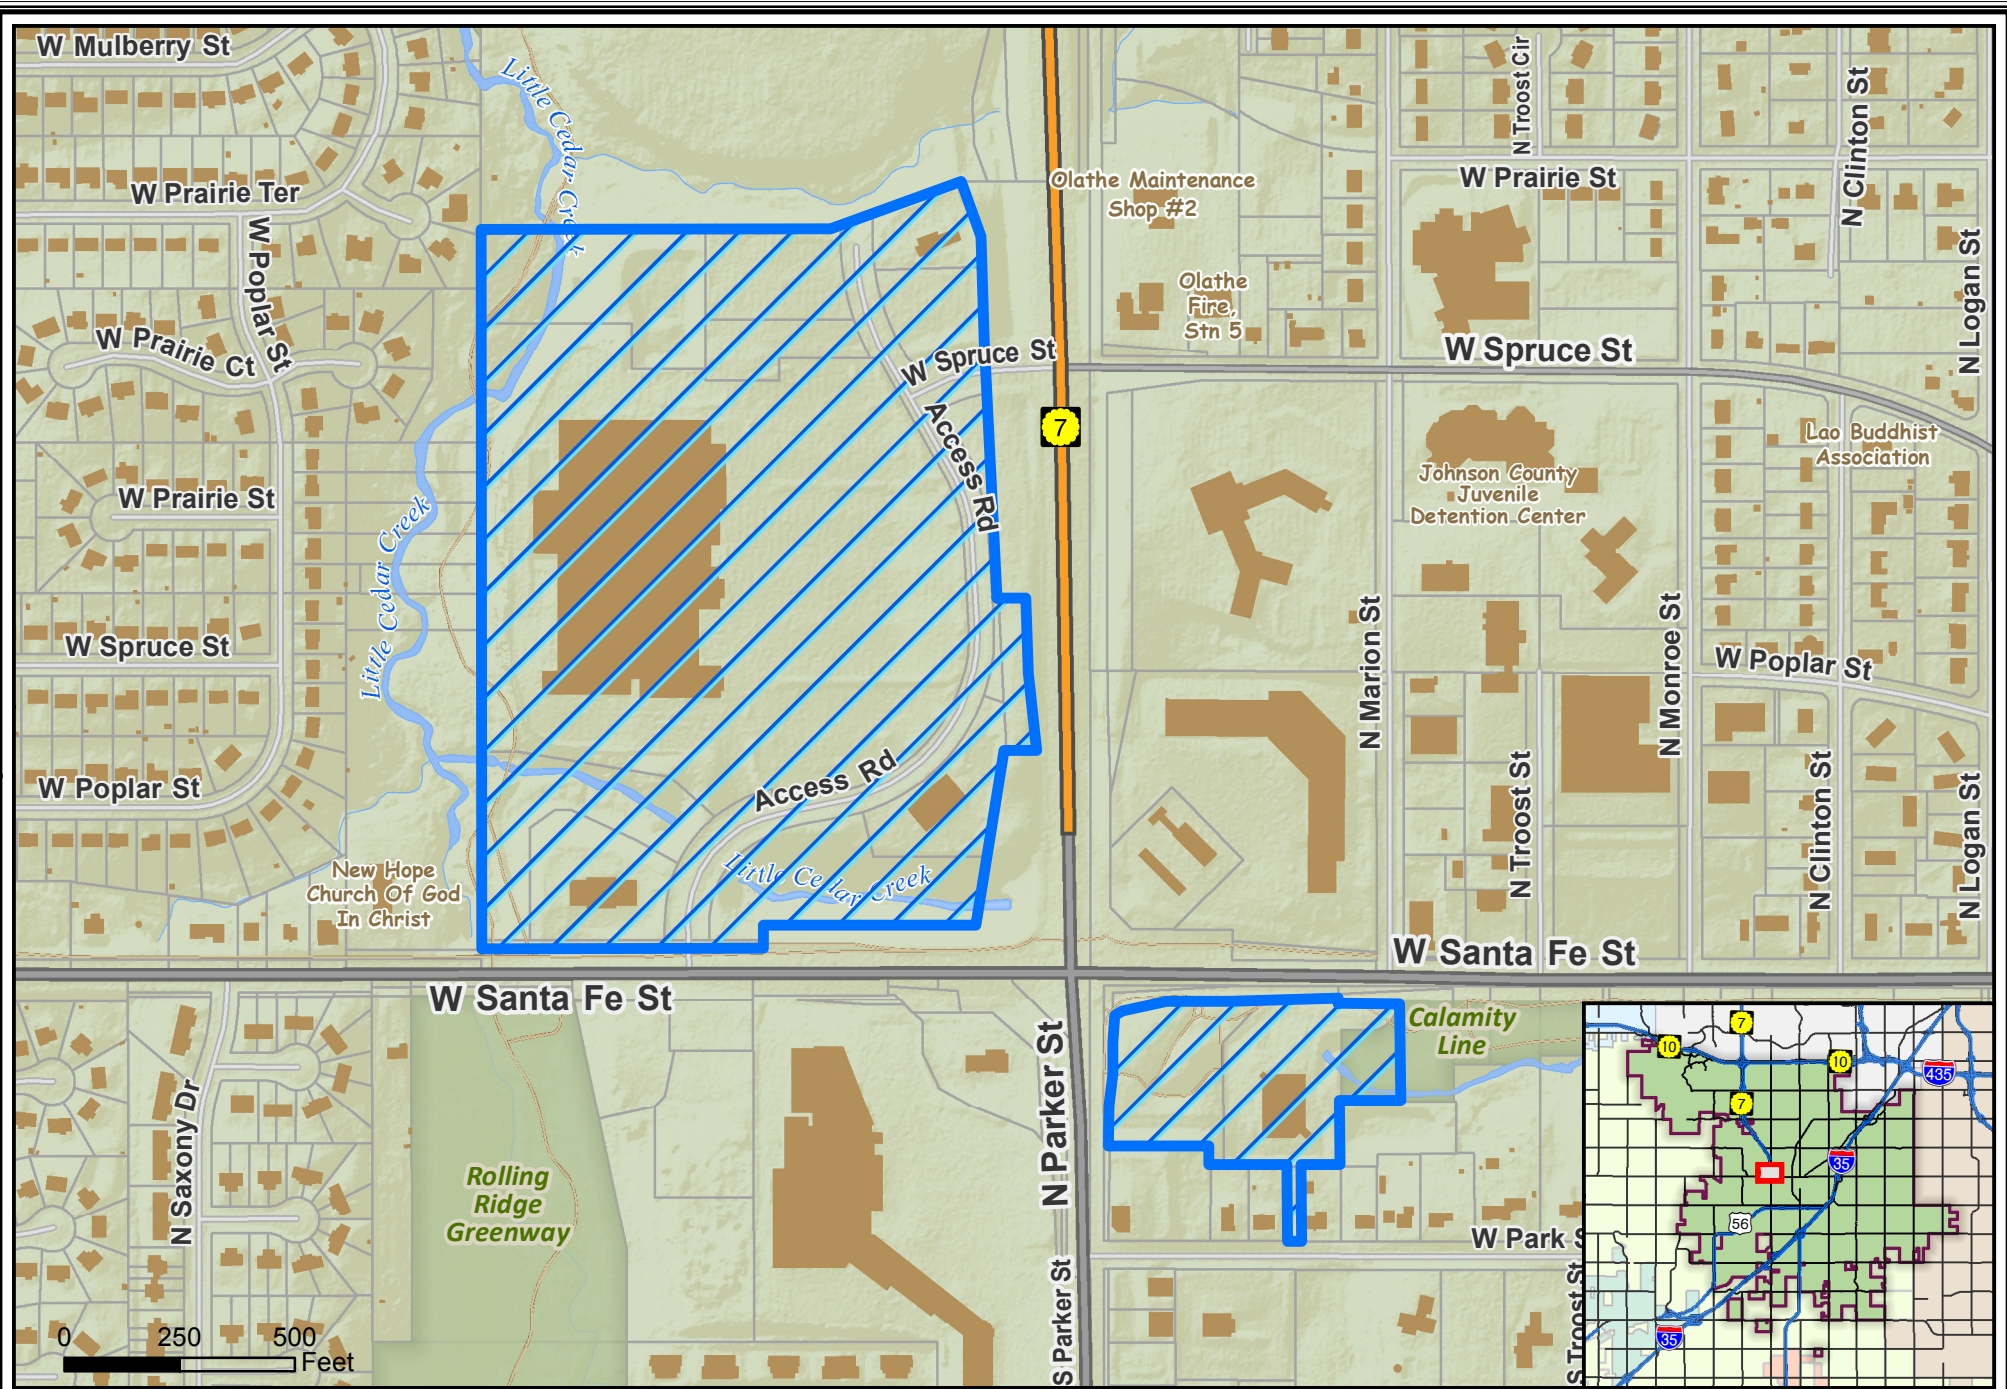 W Mulberry St
Little Cedar Creek
N Troost Cir
N Clinton St
W Prairie Ter
Olathe Maintenance
Shop #2
W Prairie St
W Poplar St
Olathe
Fire,
Stn 5
N Logan St
W Prairie Ct
W Spruce St
W Spruce St
Access Rd
7
Lao Buddhist
Association
Johnson County
Juvenile
Detention Center
W Prairie St
Little Cedar Creek
W Spruce St
N Marion St
N Monroe St
W Poplar St
W Poplar St
Access Rd
N Troost St
N Clinton St
N Logan St
New Hope
Church Of God
In Christ
Little Cedar Creek
W Santa Fe St
W Santa Fe St
Calamity
Line
N Parker St
N Saxony Dr
Rolling
Ridge
Greenway
W Park S
S Parker St
S Troost St
7
10
10
435
7
35
56
35
0 250 500
Feet